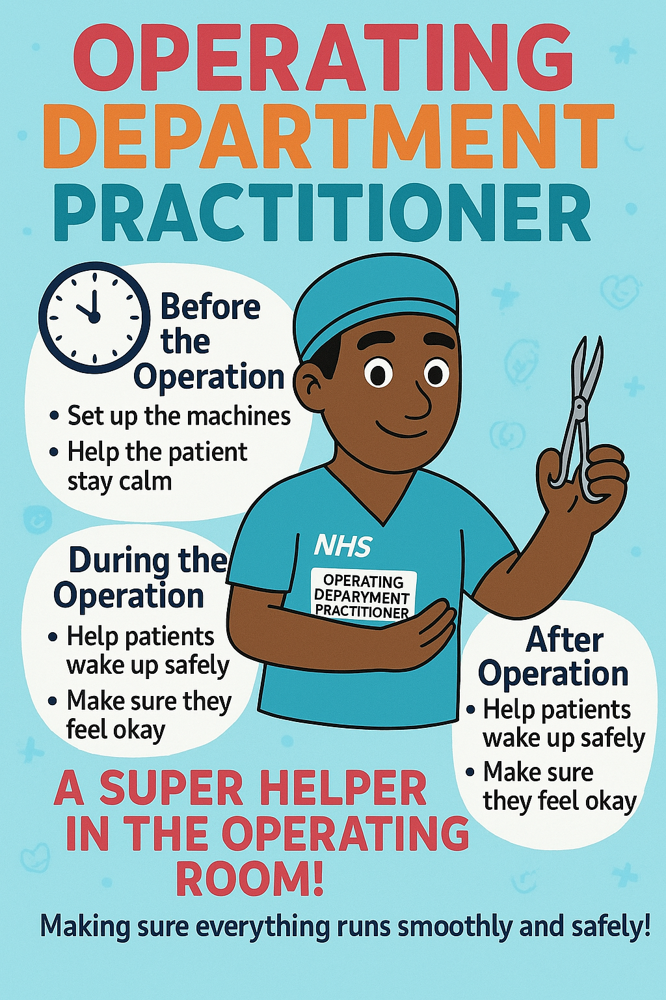 OPERATING
DEPARTMENT
PRACTITIONER
Before
the
Operation
• Set up the machines
• Help the patient
stay calm
During the
Operation
• Help patients
wake up safely
• Make sure they
feel okay
NHS
OPERATING
DEPARYMENT
PRACTITIONER
After
Operation
• Help patients
wake up safely
• Make sure
they feel okay
A SUPER HELPER
IN THE OPERATING
ROOM!
Making sure everything runs smoothly and safely!